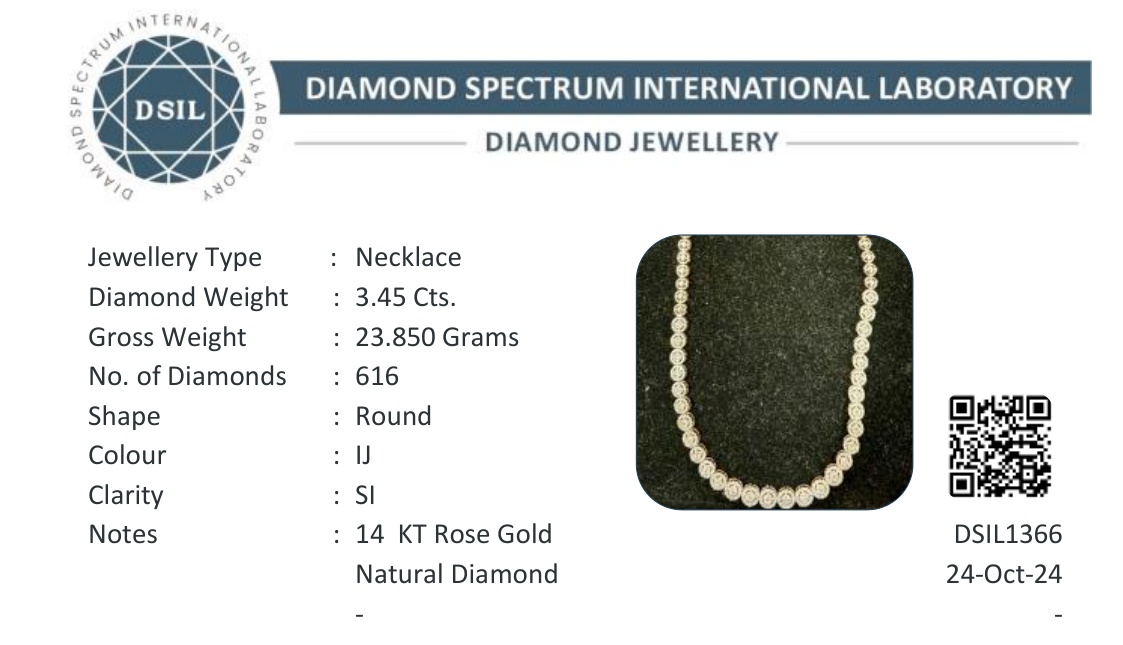 DIAMOND SPECTRUM INTERNATIONAL LABORATORY
DSIL
DIAMOND SPECTRUM INTERNATIONAL LABORATORY
DIAMOND JEWELLERY
Jewellery Type : Necklace
Diamond Weight : 3.45 Cts.
Gross Weight : 23.850 Grams
No. of Diamonds : 616
Shape : Round
Colour : IJ
Clarity : SI
Notes : 14 KT Rose Gold
DSIL1366
Natural Diamond
24-Oct-24
-
-